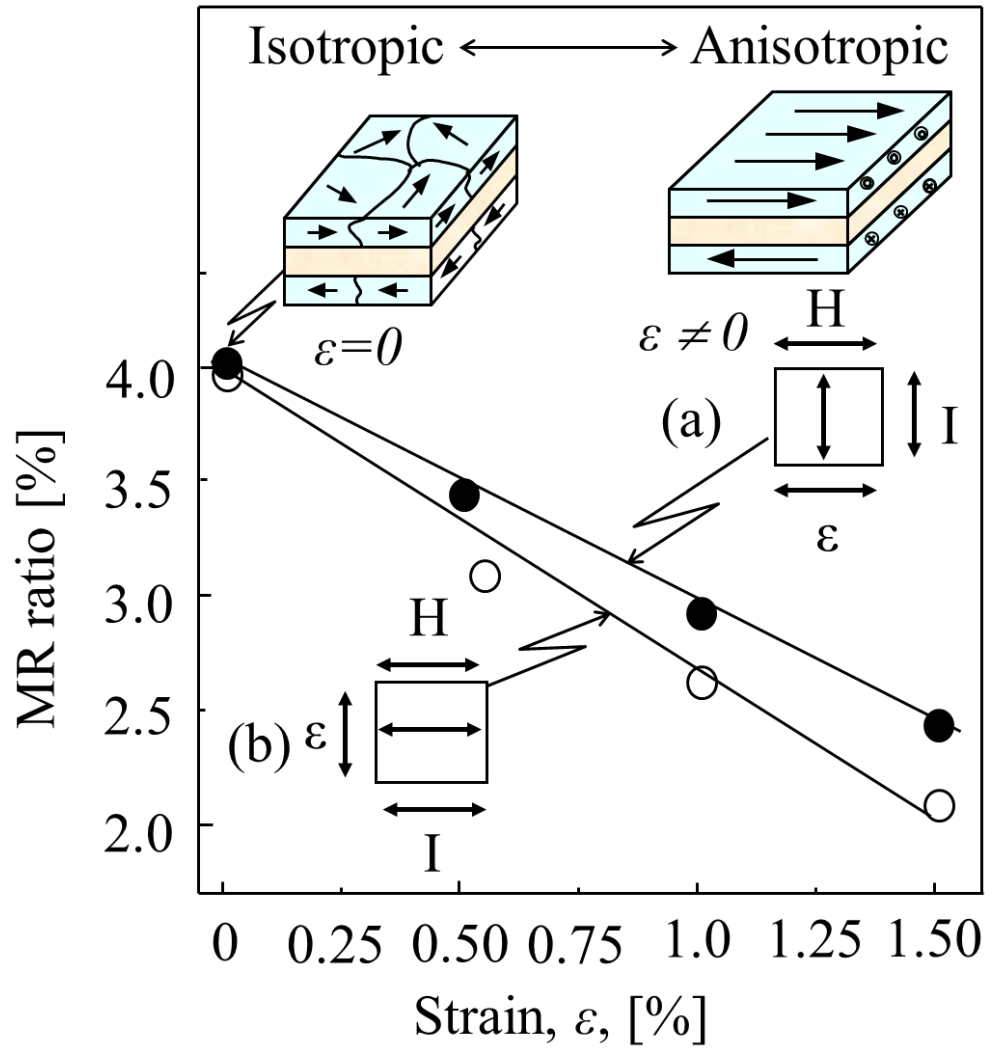 Isotropic Anisotropic
ε=0
ε ≠ 0
H
(a)
I
ε
4.0
3.5
3.0
2.5
2.0
MR ratio [%]
H
(b) ε
I
0 0.25 0.50 0.75 1.0 1.25 1.50
Strain, ε, [%]